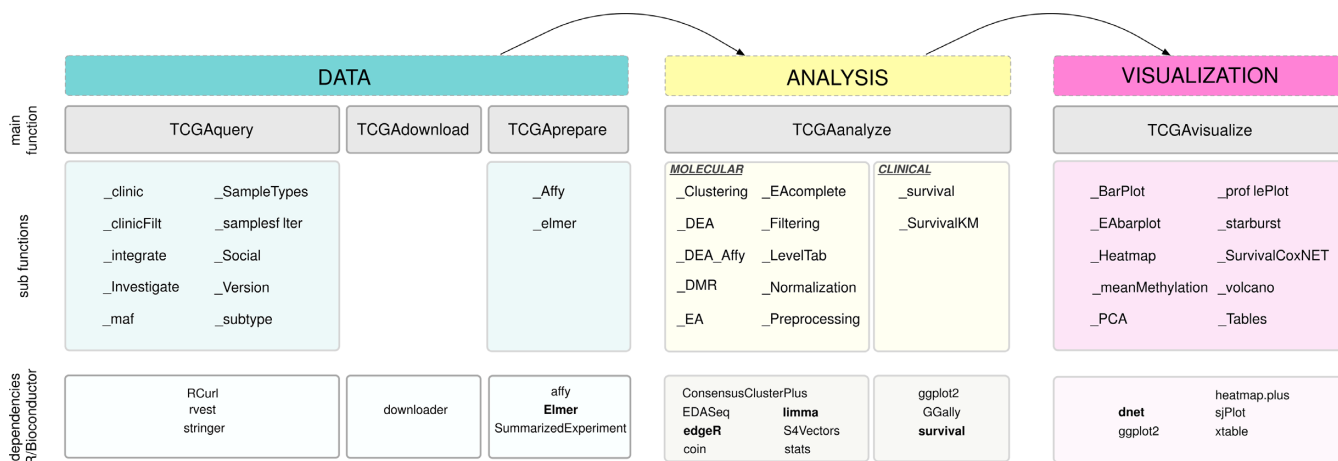 DATA
ANALYSIS
VISUALIZATION
main
function
TCGAquery
TCGAdownload
TCGAprepare
TCGAanalyze
TCGAvisualize
sub functions
_clinic
_SampleTypes
_clinicFilt
_samplesf lter
_integrate
_Social
_Investigate
_Version
_maf
_subtype
_Affy
_elmer
MOLECULAR
_Clustering
_EAcomplete
_DEA
_Filtering
_DEA_Affy
_LevelTab
_DMR
_Normalization
_EA
_Preprocessing
CLINICAL
_survival
_SurvivalKM
_BarPlot
_prof lePlot
_EAbarplot
_starburst
_Heatmap
_SurvivalCoxNET
_meanMethylation
_volcano
_PCA
_Tables
dependencies
R/Bioconductor
RCurl
rvest
stringer
downloader
affy
Elmer
SummarizedExperiment
ConsensusClusterPlus
EDASeq
limma
edgeR
S4Vectors
coin
stats
ggplot2
GGally
survival
heatmap.plus
dnet
sjPlot
ggplot2
xtable